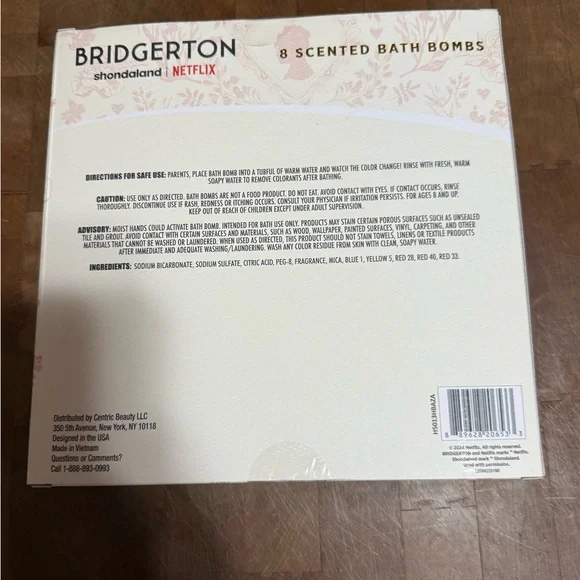 BRIDGERTON
shondaland | NETFLIX
8 SCENTED BATH BOMBS
DIRECTIONS FOR SAFE USE: PARENTS, PLACE BATH BOMB INTO A TUBFUL OF WARM WATER AND WATCH THE COLOR CHANGE! RINSE WITH FRESH, WARM
SOAPY WATER TO REMOVE COLORANTS AFTER BATHING.
CAUTION: USE ONLY AS DIRECTED. BATH BOMBS ARE NOT A FOOD PRODUCT. DO NOT EAT. AVOID CONTACT WITH EYES. IF CONTACT OCCURS, RINSE
THOROUGHLY. DISCONTINUE USE IF RASH, REDNESS OR ITCHING OCCURS. CONSULT YOUR PHYSICIAN IF IRRITATION PERSISTS. FOR AGES 8 AND UP.
KEEP OUT OF REACH OF CHILDREN EXCEPT UNDER ADULT SUPERVISION.
ADVISORY: MOIST HANDS COULD ACTIVATE BATH BOMB. INTENDED FOR BATH USE ONLY. PRODUCTS MAY STAIN CERTAIN POROUS SURFACES SUCH AS UNSEALED
TILE AND GROUT. AVOID CONTACT WITH CERTAIN SURFACES AND MATERIALS, SUCH AS WOOD, WALLPAPER, PAINTED SURFACES, VINYL, CARPETING, AND OTHER
MATERIALS THAT CANNOT BE WASHED OR LAUNDERED. WHEN USED AS DIRECTED, THIS PRODUCT SHOULD NOT STAIN TOWELS, LINENS OR TEXTILE PRODUCTS
AFTER IMMEDIATE AND ADEQUATE WASHING/LAUNDERING. WASH ANY COLOR RESIDUE FROM SKIN WITH CLEAN, SOAPY WATER.
INGREDIENTS: SODIUM BICARBONATE, SODIUM SULFATE, CITRIC ACID, PEG-8, FRAGRANCE, MICA, BLUE 1, YELLOW 5, RED 28, RED 40, RED 33.
Distributed by Centric Beauty LLC
350 5th Avenue, New York, NY 10118
Designed in the USA
Made in Vietnam
Questions or Comments?
Call 1-888-893-0993
HS013HBAZA
8 89628 20653 3
© 2024 Netflix. All rights reserved.
BRIDGERTON and Netflix marks ™ Netflix.
Shondaland mark ™ Shondaland.
Used with permission.